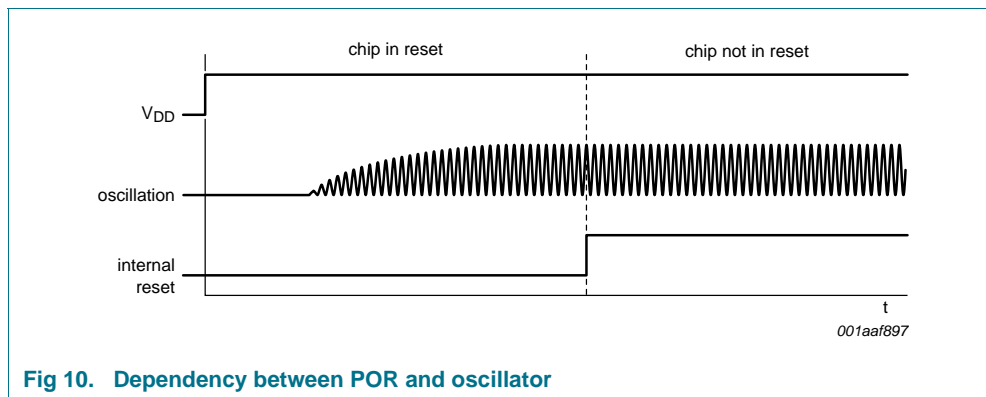 chip in reset
chip not in reset
VDD
oscillation
internal
reset
t
001aaf897
Fig 10. Dependency between POR and oscillator